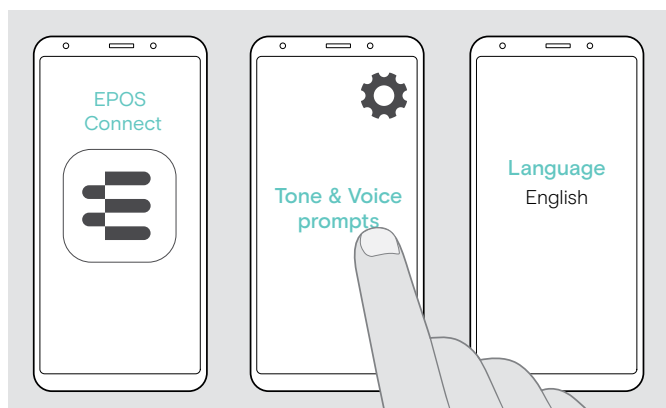 EPOS
Connect
Tone & Voice
prompts
Language
English